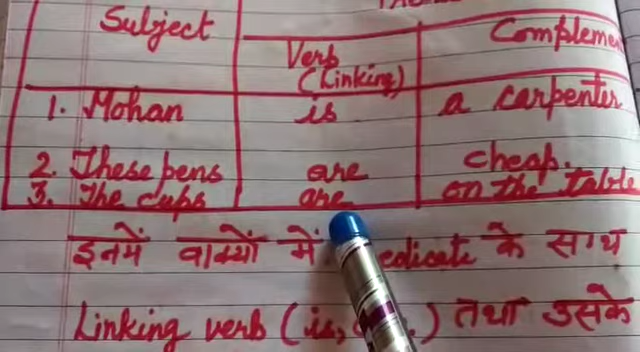 Subject Verb Complemen
(Linking)
1. Mohan is a carpenter
2. These pens are cheap.
3. The cups are on the table
इनमें वाक्यों में edicate के साथ
Linking verb (is, .) तथा उसके